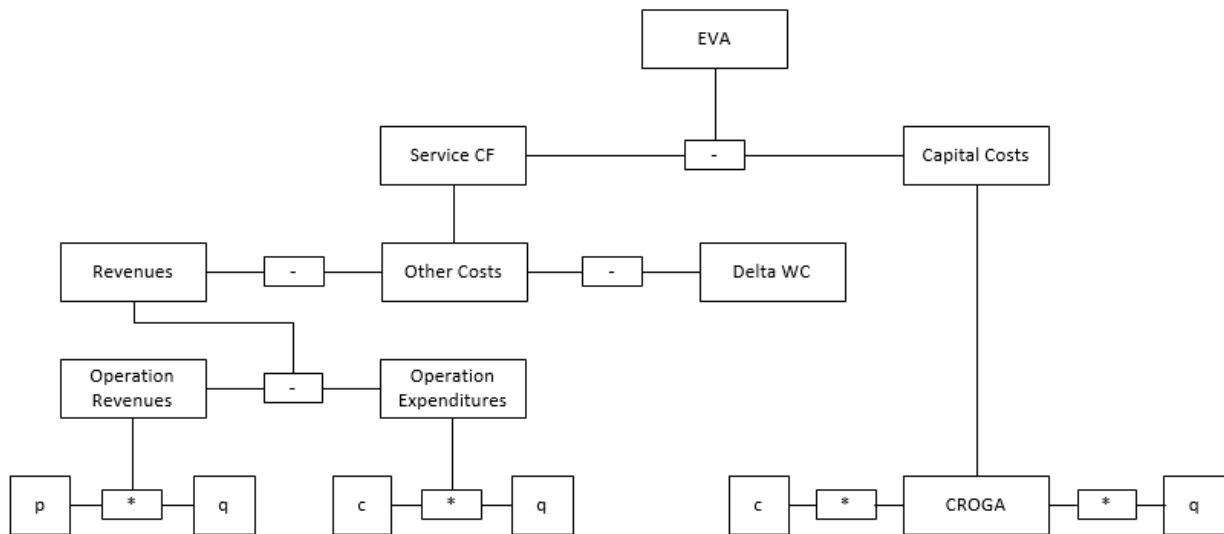 EVA
Service CF
-
Capital Costs
Revenues
-
Other Costs
-
Delta WC
Operation
Revenues
-
Operation
Expenditures
p
*
q
c
*
q
c
*
CROGA
*
q